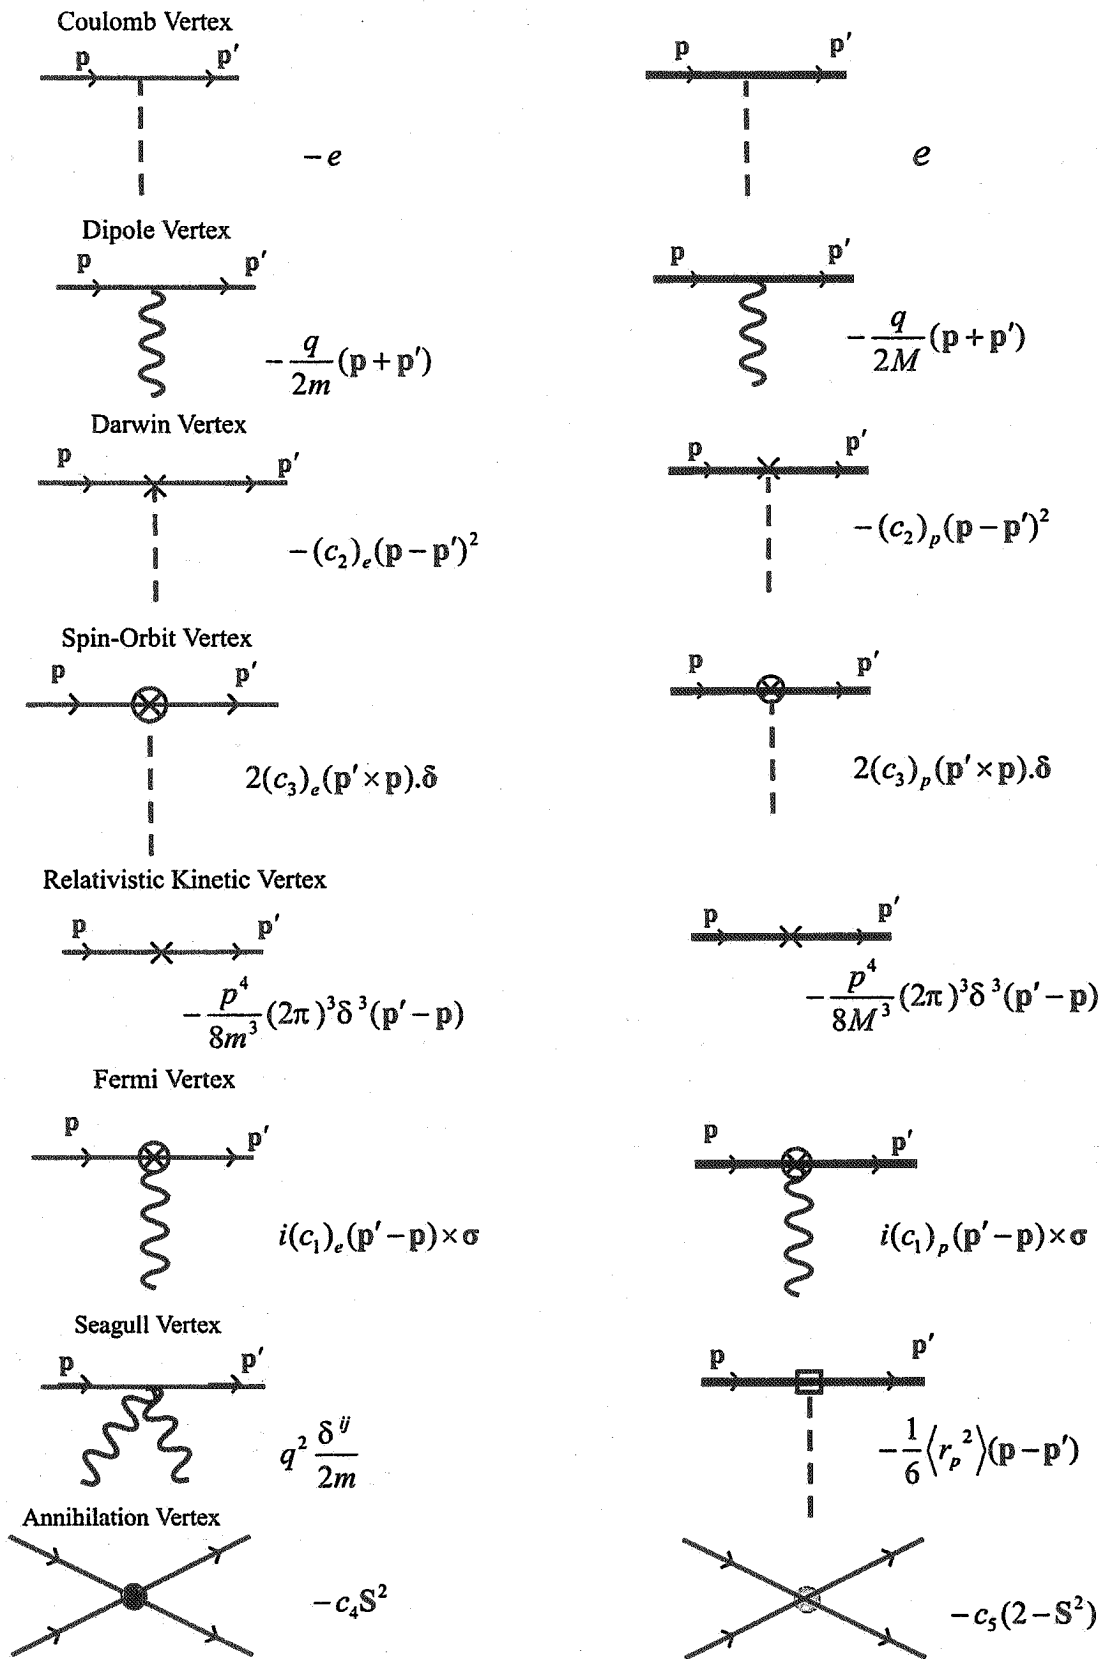 Coulomb Vertex
p p′ p p′
−e e
Dipole Vertex
p p′ p p′
−q/2m (p + p′) −q/2M (p + p′)
Darwin Vertex
p p′ p p′
−(c₂)ₑ(p − p′)² −(c₂)ₚ(p − p′)²
Spin-Orbit Vertex
p p′ p p′
2(c₃)ₑ(p′ × p).δ 2(c₃)ₚ(p′ × p).δ
Relativistic Kinetic Vertex
p p′ p p′
−p⁴/8m³ (2π)³δ³(p′ − p) −p⁴/8M³ (2π)³δ³(p′ − p)
Fermi Vertex
p p′ p p′
i(c₁)ₑ(p′ − p) × σ i(c₁)ₚ(p′ − p) × σ
Seagull Vertex
p p′ p p′
q² δⁱʲ/2m −1/6 ⟨rₚ²⟩(p − p′)
Annihilation Vertex
−c₄S² −c₅(2 − S²)